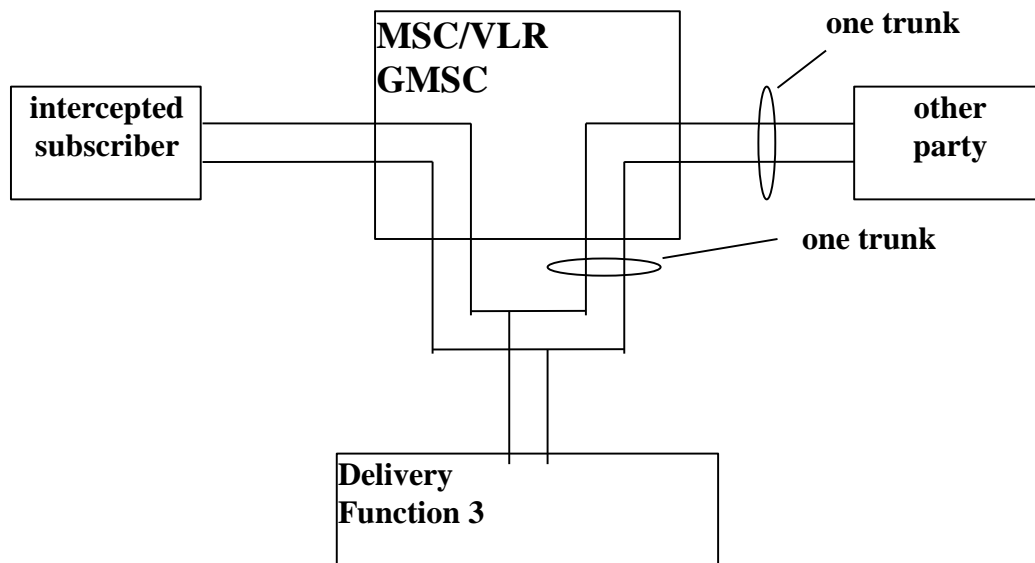 MSC/VLR
GMSC
one trunk
intercepted
subscriber
other
party
one trunk
Delivery
Function 3